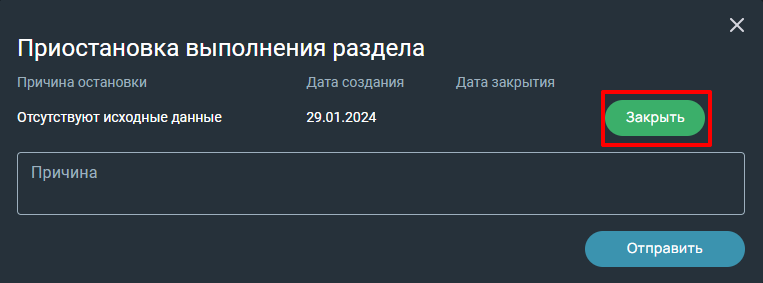 Приостановка выполнения раздела
Причина остановки Дата создания Дата закрытия
Отсутствуют исходные данные 29.01.2024 Закрыть
Причина
Отправить